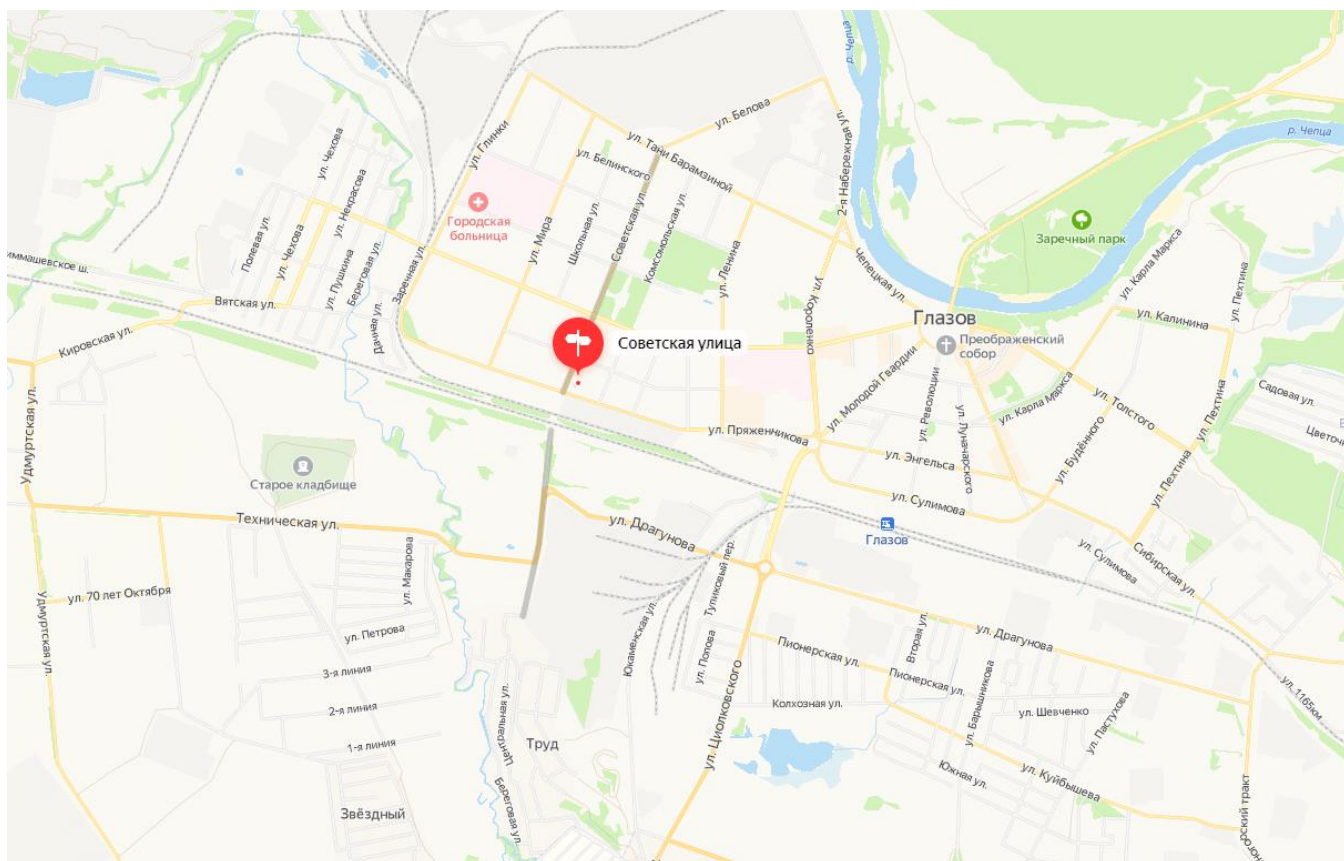 р. Чепца
ул. Белова
ул. Глинки
ул. Тани Барамзиной
ул. Чехова
ул. Белинского
2-я Набережная ул.
р. Чепца
ул. Некрасова
Городская
больница
Советская ул.
Заречный парк
Полевая ул.
ул. Чехова
ул. Мира
Школьная ул.
Комсомольская ул.
ул. Ленина
ул. Карла Маркса
ул. Пехтина
Береговая ул.
ул. Пушкина
Заречная ул.
Чепецкая ул.
Вятская ул.
ул. Короленко
Глазов
ул. Калинина
Кировская ул.
Дачная ул.
Советская улица
Преображенский
собор
ул. Молодой Гвардии
ул. Революции
ул. Карла Маркса
ул. Толстого
Садовая ул.
Удмуртская ул.
ул. Пряженчикова
ул. Луначарского
ул. Будённого
ул. Пехтина
ул. Энгельса
ул. Пехтина
Старое кладбище
ул. Сулимова
Техническая ул.
ул. Драгунова
Глазов
ул. Сулимова
Сибирская ул.
ул. Макарова
Тупиковый пер.
ул. 70 лет Октября
Удмуртская ул.
ул. Петрова
Юкаменская ул.
ул. Попова
Пионерская ул.
Вторая ул.
ул. Драгунова
3-я линия
Пионерская ул.
ул. Барышникова
ул. 1165км
2-я линия
Колхозная ул.
ул. Шевченко
ул. Пастухова
1-я линия
Центральная ул.
Труд
ул. Циолковского
Южная ул.
ул. Куйбышева
Звёздный
Береговая ул.